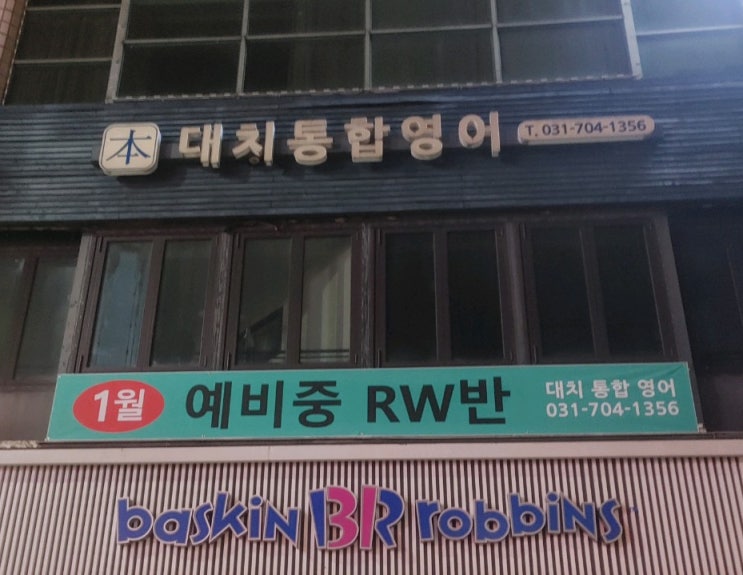 本 대치통합영어 T. 031-704-1356
1월 예비중 RW반 대치 통합 영어
031-704-1356
baskin BR robbins